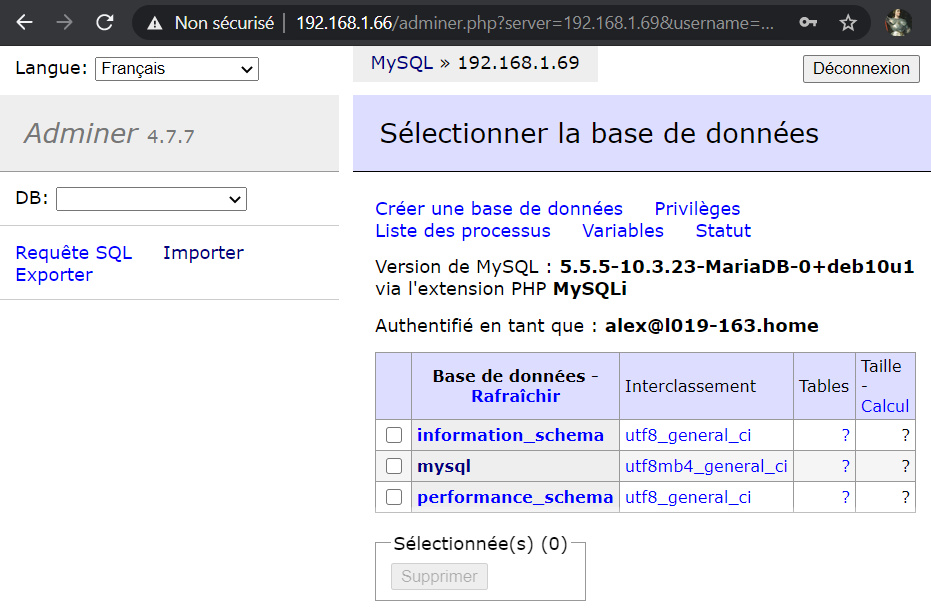 Non sécurisé | 192.168.1.66/adminer.php?server=192.168.1.69&username=...
Langue: Français
MySQL » 192.168.1.69
Déconnexion
Adminer 4.7.7
Sélectionner la base de données
DB:
Requête SQL Importer
Exporter
Créer une base de données Privilèges
Liste des processus Variables Statut
Version de MySQL : 5.5.5-10.3.23-MariaDB-0+deb10u1
via l'extension PHP MySQLi
Authentifié en tant que : alex@l019-163.home
Base de données - Rafraîchir Interclassement Tables Taille - Calcul
information_schema utf8_general_ci ? ?
mysql utf8mb4_general_ci ? ?
performance_schema utf8_general_ci ? ?
Sélectionnée(s) (0)
Supprimer